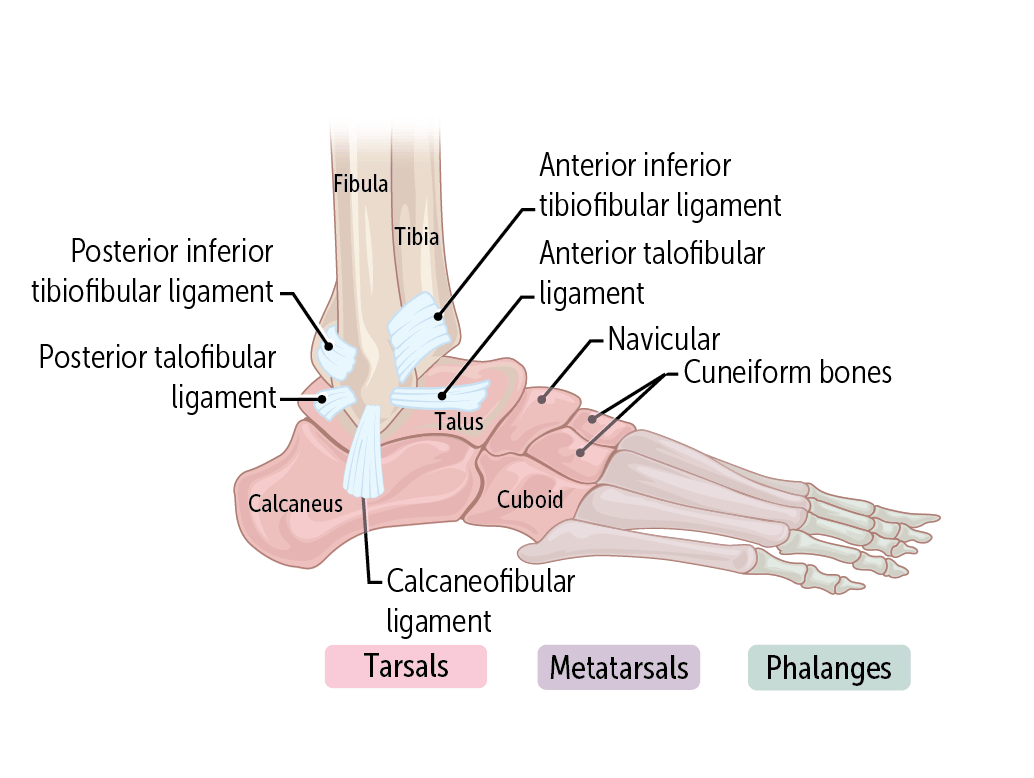 Anterior inferior
tibiofibular ligament
Fibula
Tibia
Posterior inferior
tibiofibular ligament
Anterior talofibular
ligament
Navicular
Posterior talofibular
ligament
Cuneiform bones
Talus
Calcaneus
Cuboid
Calcaneofibular
ligament
Tarsals
Metatarsals
Phalanges